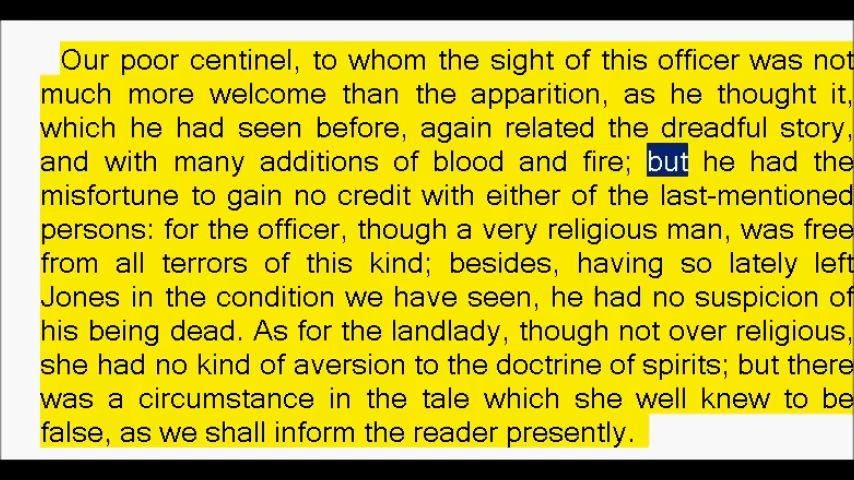 Our poor centinel, to whom the sight of this officer was not
much more welcome than the apparition, as he thought it,
which he had seen before, again related the dreadful story,
and with many additions of blood and fire; but he had the
misfortune to gain no credit with either of the last-mentioned
persons: for the officer, though a very religious man, was free
from all terrors of this kind; besides, having so lately left
Jones in the condition we have seen, he had no suspicion of
his being dead. As for the landlady, though not over religious,
she had no kind of aversion to the doctrine of spirits; but there
was a circumstance in the tale which she well knew to be
false, as we shall inform the reader presently.